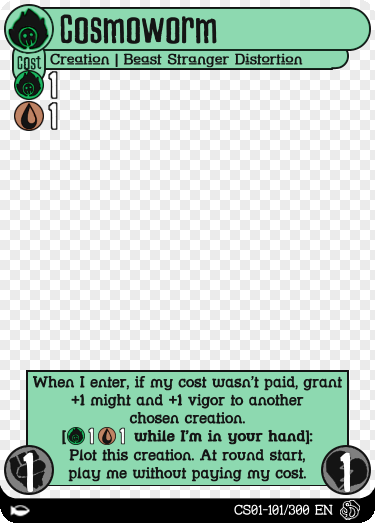 Cosmoworm
Cost
Creation | Beast Stranger Distortion
1
1
When I enter, if my cost wasn't paid, grant
+1 might and +1 vigor to another
chosen creation.
[1 1 while I'm in your hand]:
Plot this creation. At round start,
play me without paying my cost.
1
1
CS01-101/300 EN